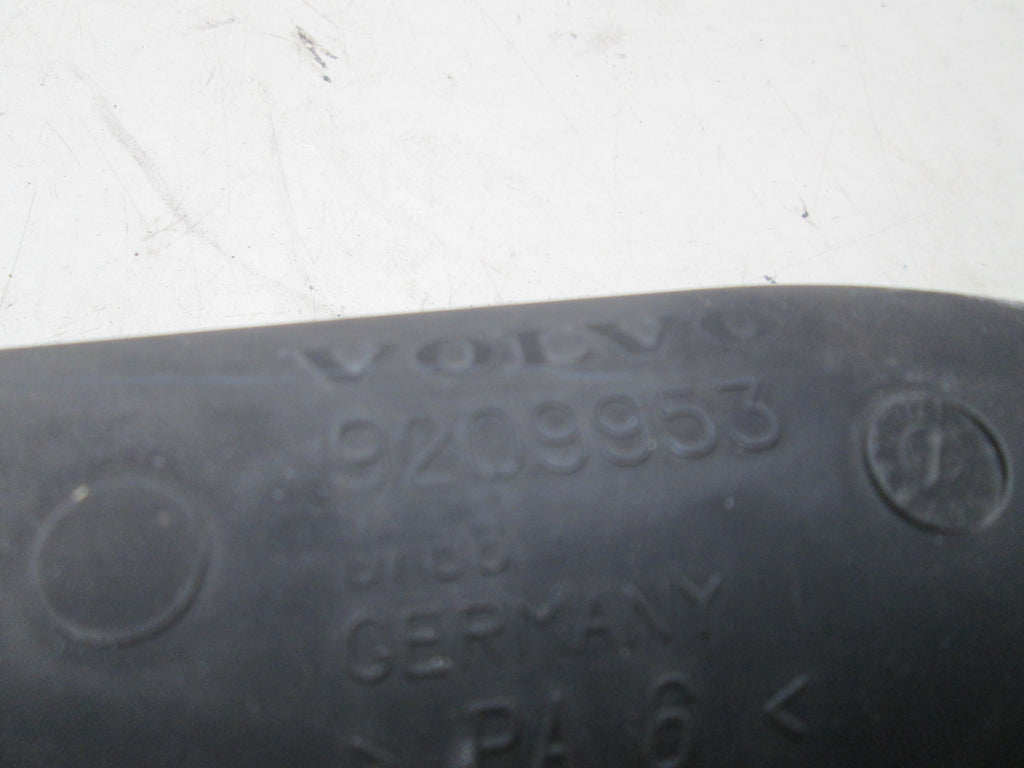 VOLVO
9209953
GERMANY
> PA 6 <